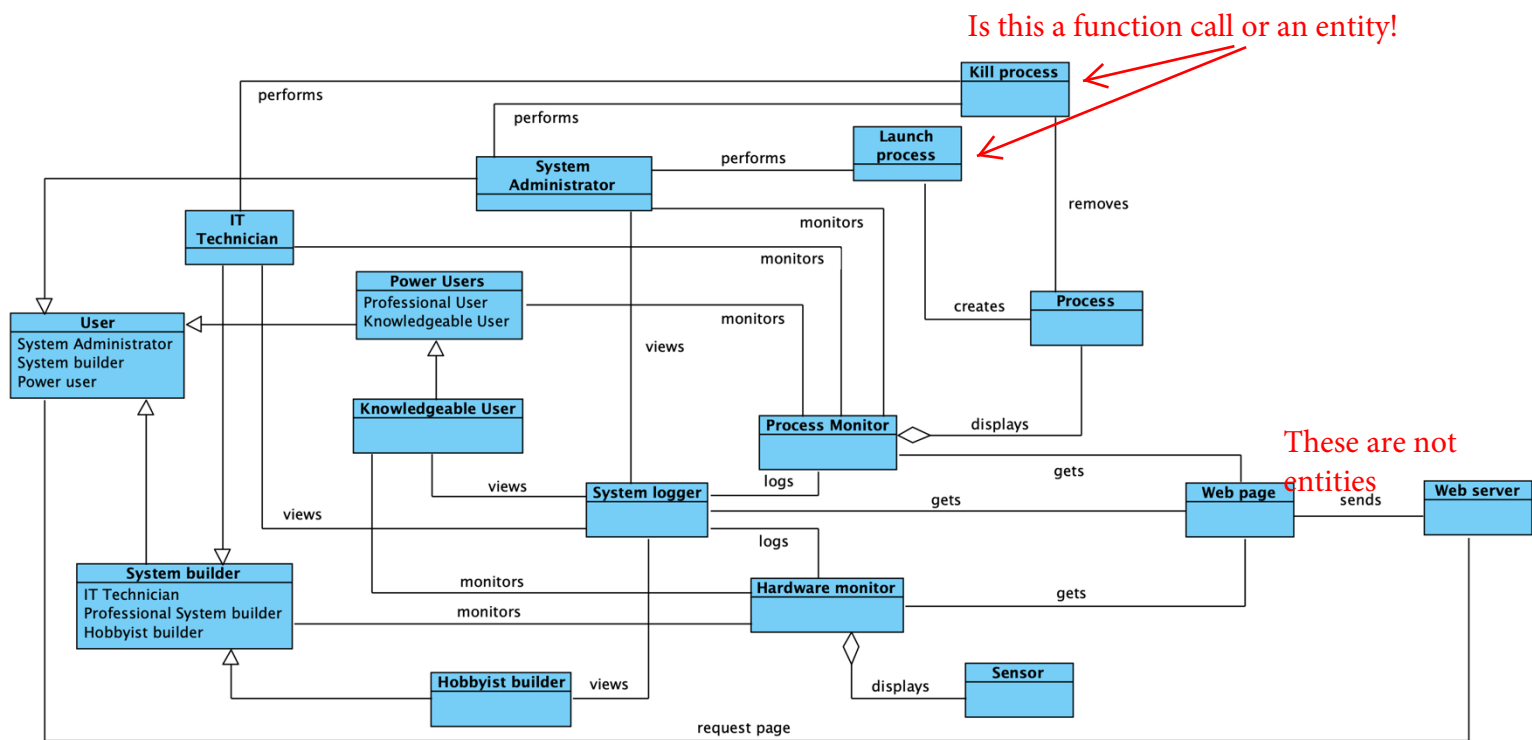 Is this a function call or an entity!
Kill process
performs
performs
Launch
process
System
Administrator
performs
removes
IT
Technician
monitors
monitors
Power Users
Professional User
Knowledgeable User
Process
creates
monitors
User
System Administrator
System builder
Power user
views
Knowledgeable User
Process Monitor
displays
These are not
entities
gets
logs
views
System logger
Web page
Web server
sends
gets
views
logs
System builder
IT Technician
Professional System builder
Hobbyist builder
monitors
Hardware monitor
gets
monitors
Hobbyist builder
views
displays
Sensor
request page